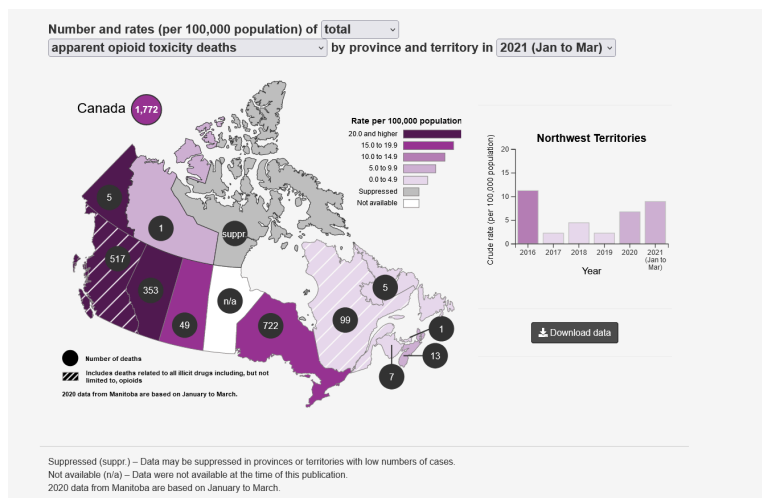 Number and rates (per 100,000 population) of total
apparent opioid toxicity deaths by province and territory in 2021 (Jan to Mar)
Canada 1,772
Rate per 100,000 population
20.0 and higher
15.0 to 19.9
10.0 to 14.9
5.0 to 9.9
0.0 to 4.9
Suppressed
Not available
5
1
suppr.
517
353
49
n/a
722
99
5
1
13
7
Number of deaths
Includes deaths related to all illicit drugs including, but not
limited to, opioids
2020 data from Manitoba are based on January to March.
Northwest Territories
Crude rate (per 100,000 population)
20
15
10
5
0
2016
2017
2018
2019
2020
2021
(Jan to
Mar)
Year
Download data
Suppressed (suppr.) – Data may be suppressed in provinces or territories with low numbers of cases.
Not available (n/a) – Data were not available at the time of this publication.
2020 data from Manitoba are based on January to March.